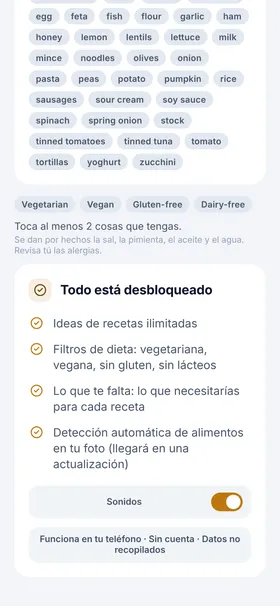 egg feta fish flour garlic ham
honey lemon lentils lettuce milk
mince noodles olives onion
pasta peas potato pumpkin rice
sausages sour cream soy sauce
spinach spring onion stock
tinned tomatoes tinned tuna tomato
tortillas yoghurt zucchini
Vegetarian Vegan Gluten-free Dairy-free
Toca al menos 2 cosas que tengas.
Se dan por hechos la sal, la pimienta, el aceite y el agua.
Revisa tú las alergias.
Todo está desbloqueado
Ideas de recetas ilimitadas
Filtros de dieta: vegetariana,
vegana, sin gluten, sin lácteos
Lo que te falta: lo que necesitarías
para cada receta
Detección automática de alimentos
en tu foto (llegará en una
actualización)
Sonidos
Funciona en tu teléfono · Sin cuenta · Datos no
recopilados